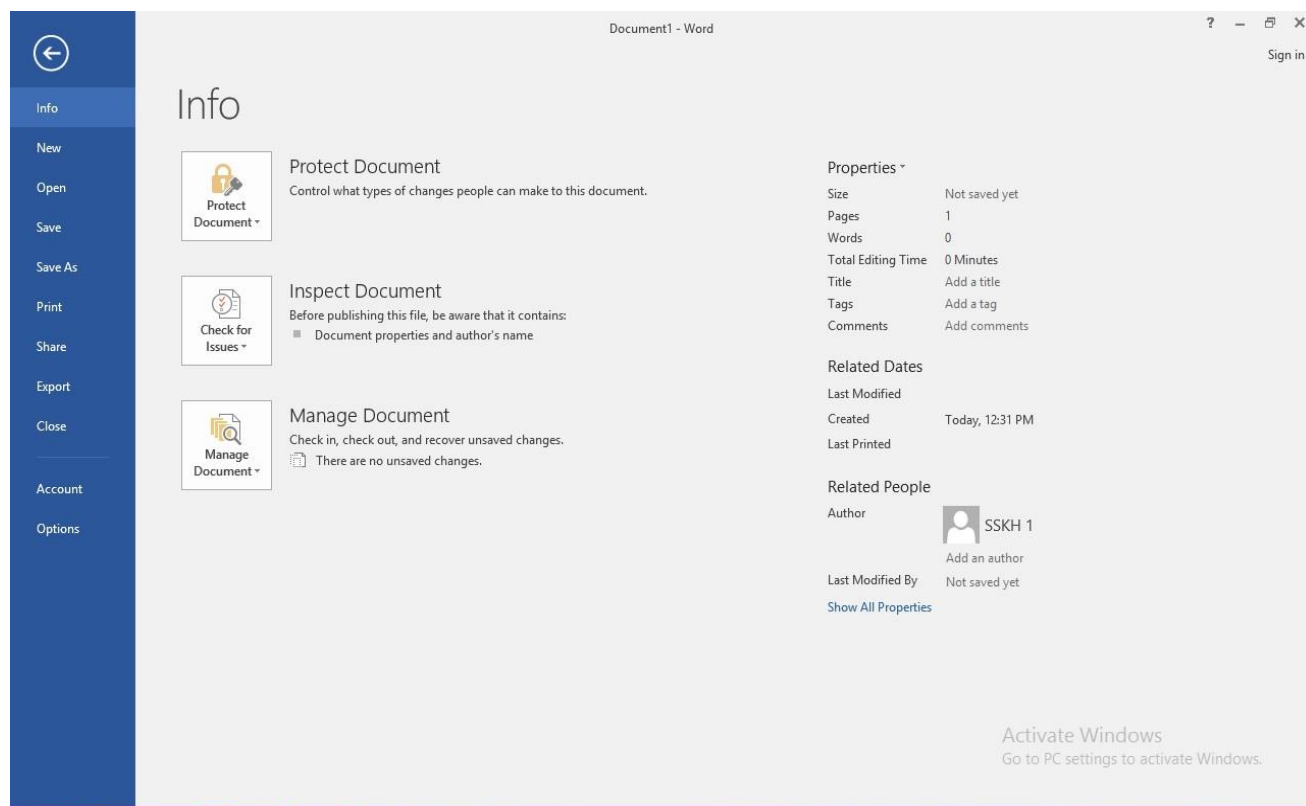 Document1 - Word
? 
Sign in
Info
New
Open
Save
Save As
Print
Share
Export
Close
Account
Options
Info
Protect Document
Protect Document
Control what types of changes people can make to this document.
Check for Issues
Inspect Document
Before publishing this file, be aware that it contains:
Document properties and author's name
Manage Document
Manage Document
Check in, check out, and recover unsaved changes.
There are no unsaved changes.
Properties
Size Not saved yet
Pages 1
Words 0
Total Editing Time 0 Minutes
Title Add a title
Tags Add a tag
Comments Add comments
Related Dates
Last Modified
Created Today, 12:31 PM
Last Printed
Related People
Author SSKH 1
Add an author
Last Modified By Not saved yet
Show All Properties
Activate Windows
Go to PC settings to activate Windows.